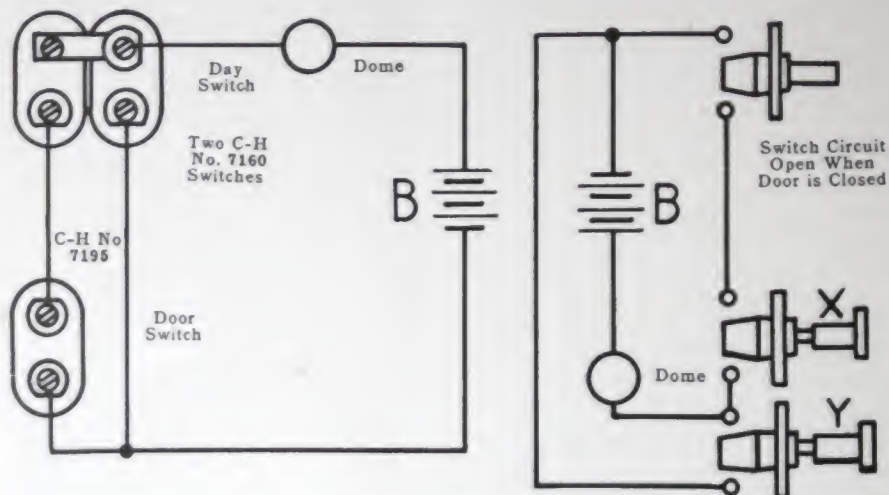 Day
Switch
Dome
Two C-H
No. 7160
Switches
B
C-H No
7195
Door
Switch
B
Switch Circuit
Open When
Door is Closed
X
Dome
Y